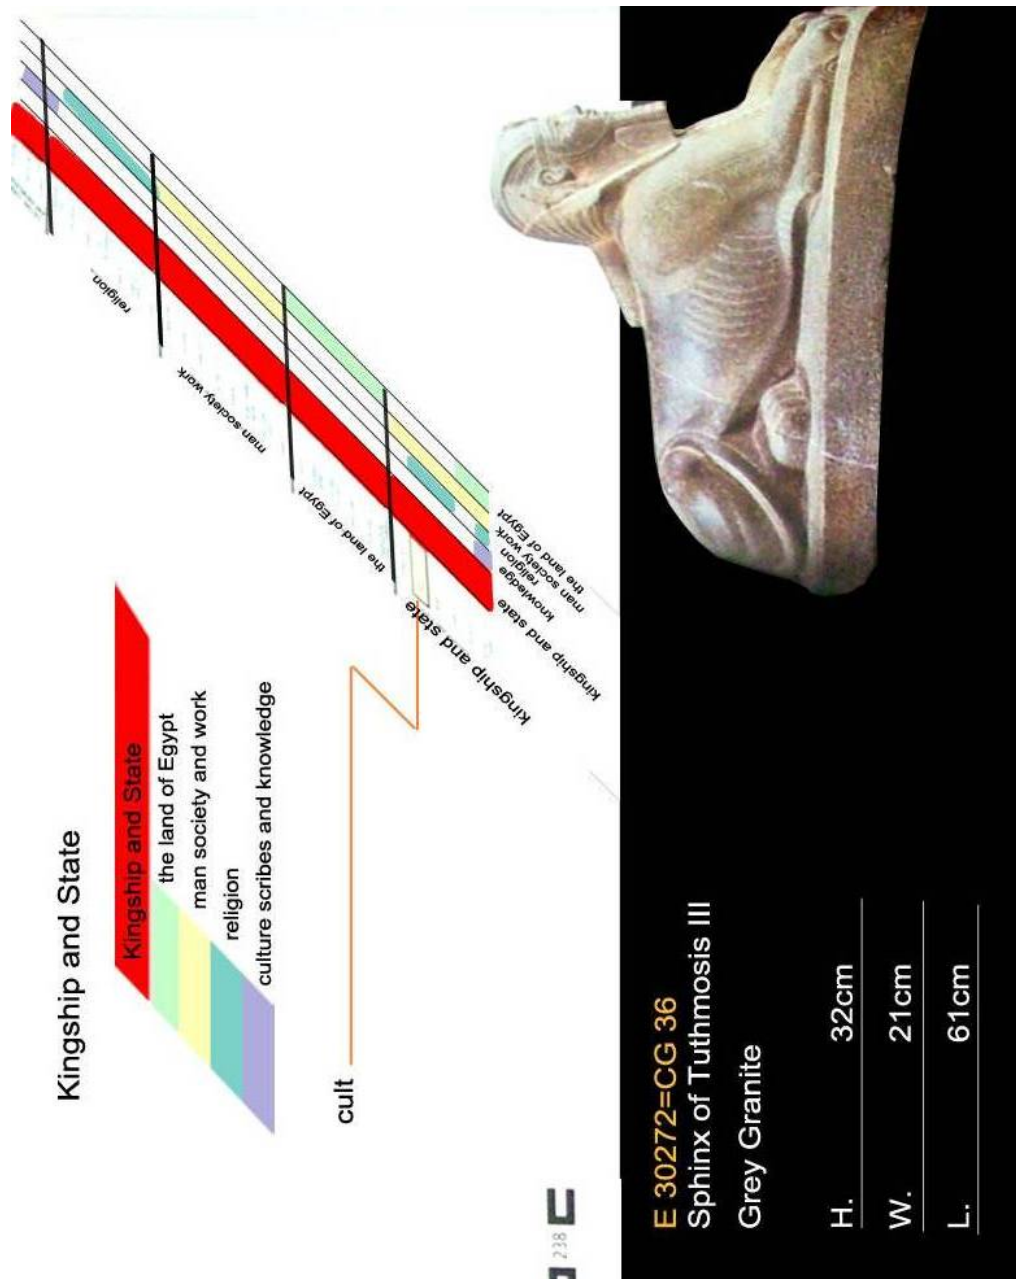 Kingship and State
Kingship and State
the land of Egypt
man society and work
religion
culture scribes and knowledge
cult
religion.
man society work
the land of Egypt
kingship and state
the land of Egypt
man society work
religion
knowledge
kingship and state
238
E 30272=CG 36
Sphinx of Tuthmosis III
Grey Granite
H. 32cm
W. 21cm
L. 61cm